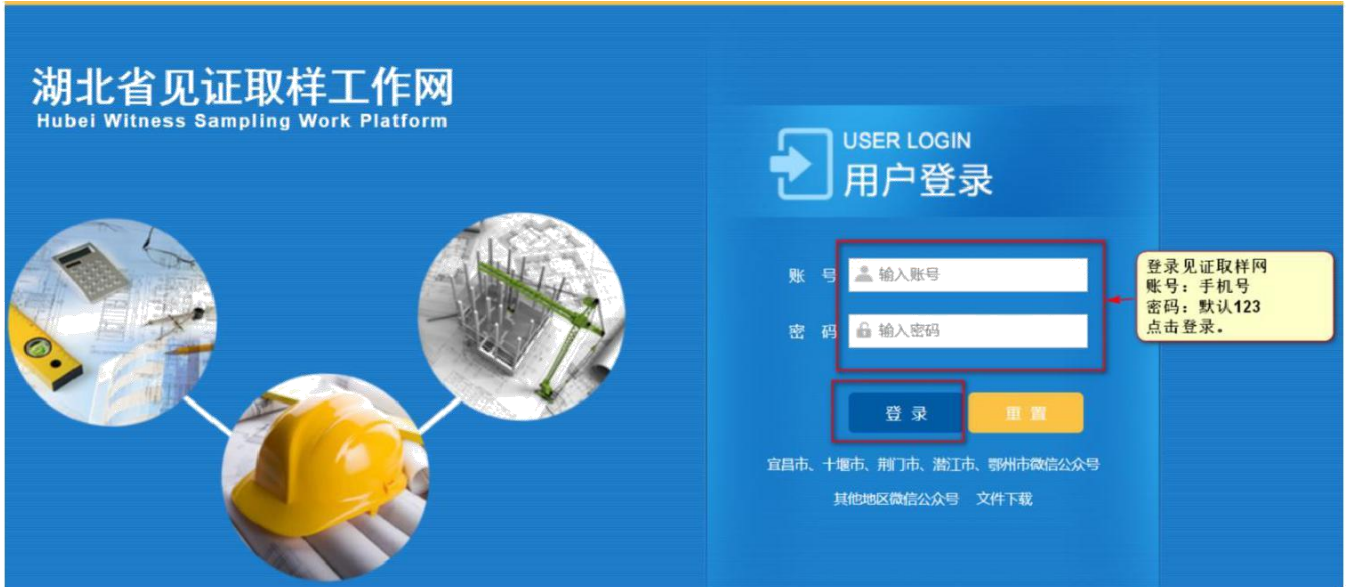 湖北省见证取样工作网
Hubei Witness Sampling Work Platform
USER LOGIN
用户登录
账 号 输入账号
密 码 输入密码
登录见证取样网
账号：手机号
密码：默认123
点击登录。
登 录 重 置
宜昌市、十堰市、荆门市、潜江市、鄂州市微信公众号
其他地区微信公众号 文件下载